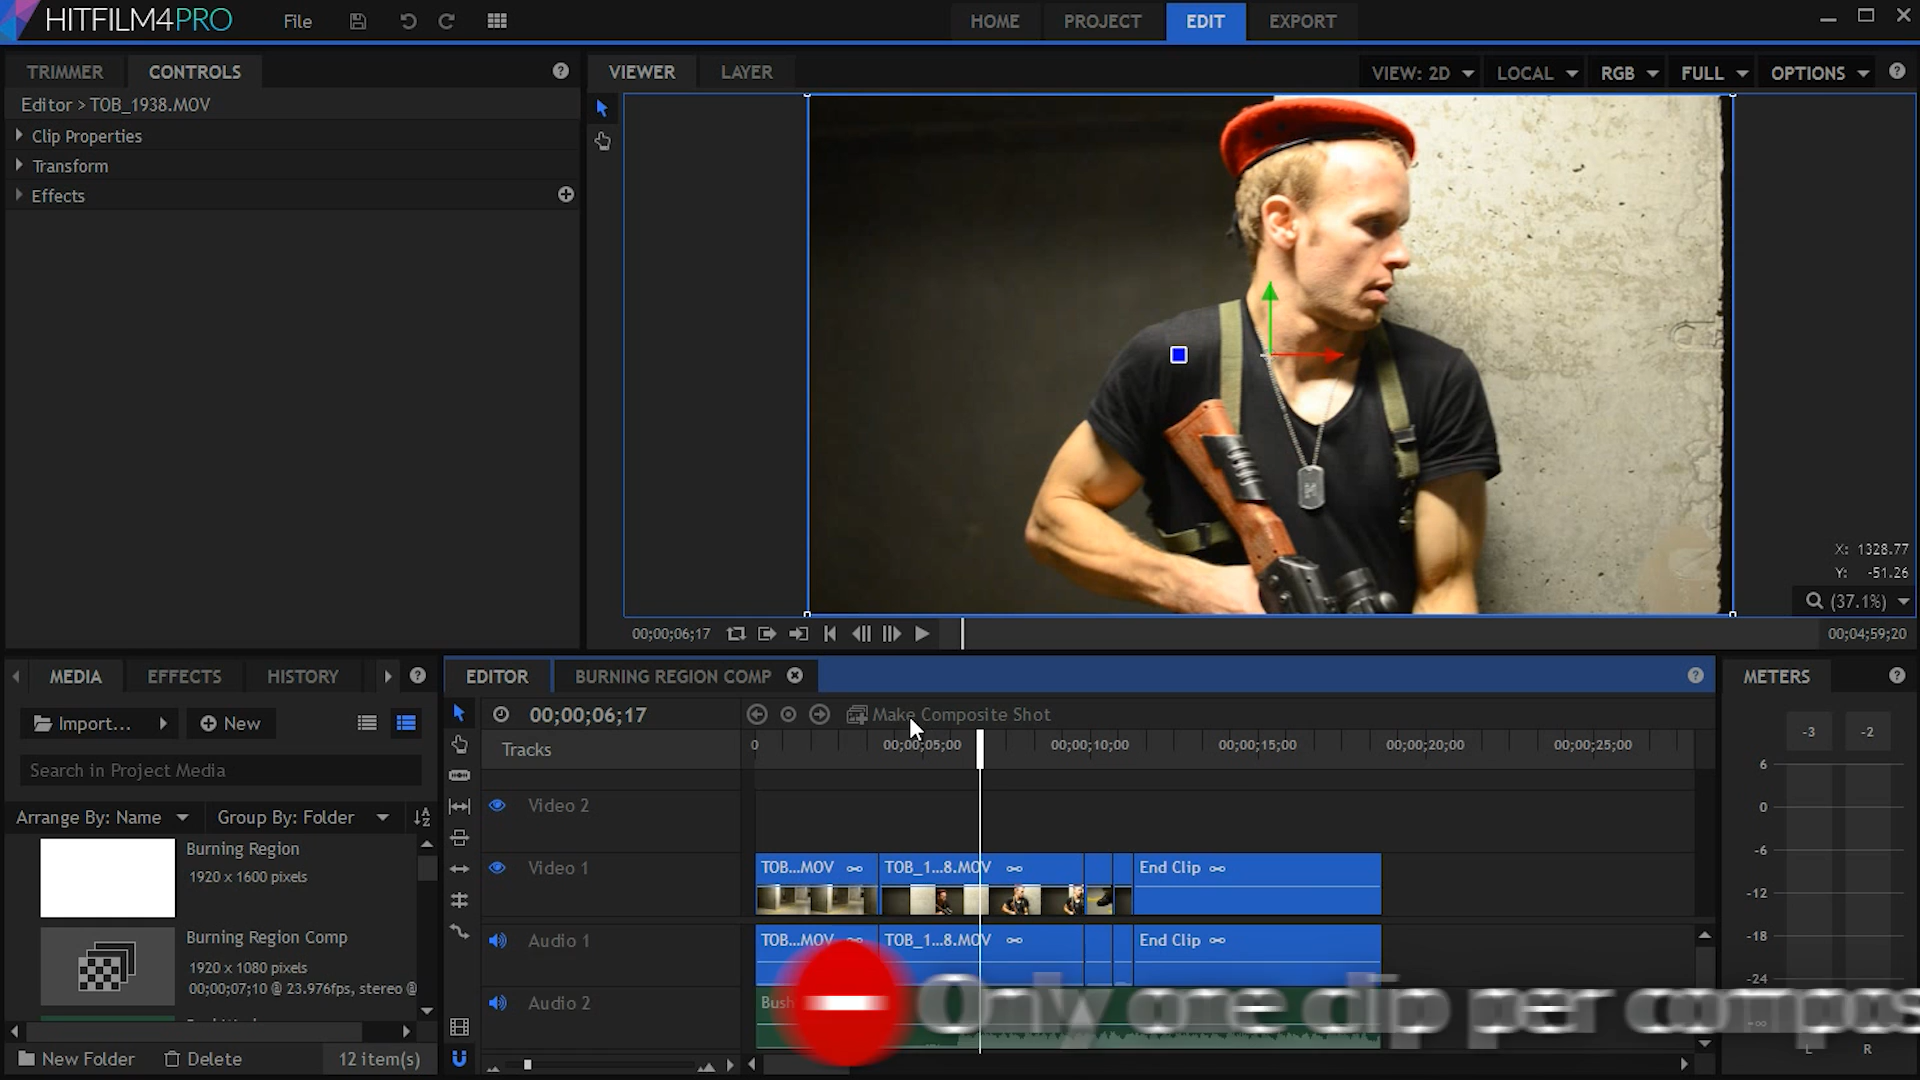 HITFILM4PRO
File
HOME
PROJECT
EDIT
EXPORT
TRIMMER
CONTROLS
VIEWER
LAYER
VIEW: 2D
LOCAL
RGB
FULL
OPTIONS
Editor > TOB_1938.MOV
Clip Properties
Transform
Effects
X: 1328.77
Y: -51.26
(37.1%)
00;00;06;17
00;04;59;20
MEDIA
EFFECTS
HISTORY
EDITOR
BURNING REGION COMP
METERS
Import...
New
00;00;06;17
Make Composite Shot
-3
-2
Tracks
0
00;00;05;00
00;00;10;00
00;00;15;00
00;00;20;00
00;00;25;00
Search in Project Media
Arrange By: Name
Group By: Folder
Video 2
Burning Region
1920 x 1600 pixels
Video 1
TOB...MOV
TOB_1...8.MOV
End Clip
Burning Region Comp
1920 x 1080 pixels
00;00;07;10 @ 23.976fps, stereo @
Audio 1
TOB...MOV
TOB_1...8.MOV
End Clip
Audio 2
Only one clip per compos
6
0
-6
-12
-18
-24
-∞
L
R
New Folder
Delete
12 item(s)